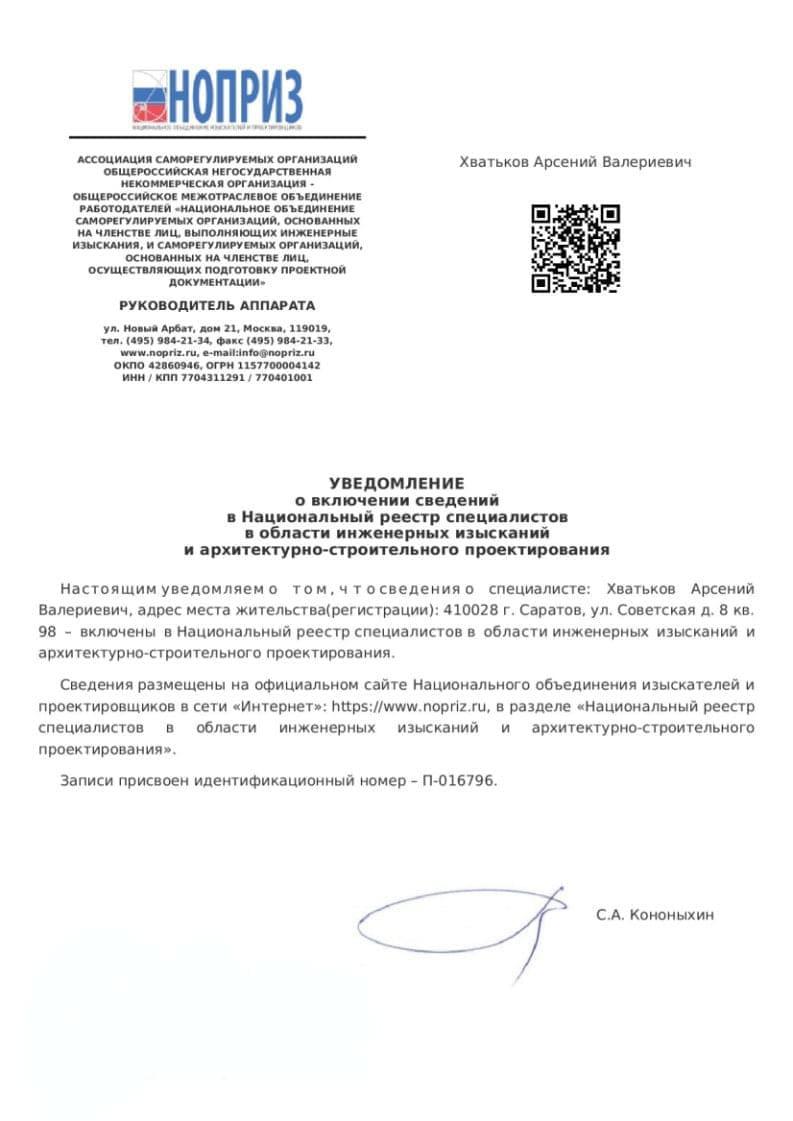 НОПРИЗ
НАЦИОНАЛЬНОЕ ОБЪЕДИНЕНИЕ ИЗЫСКАТЕЛЕЙ И ПРОЕКТИРОВЩИКОВ
АССОЦИАЦИЯ САМОРЕГУЛИРУЕМЫХ ОРГАНИЗАЦИЙ
ОБЩЕРОССИЙСКАЯ НЕГОСУДАРСТВЕННАЯ
НЕКОММЕРЧЕСКАЯ ОРГАНИЗАЦИЯ -
ОБЩЕРОССИЙСКОЕ МЕЖОТРАСЛЕВОЕ ОБЪЕДИНЕНИЕ
РАБОТОДАТЕЛЕЙ «НАЦИОНАЛЬНОЕ ОБЪЕДИНЕНИЕ
САМОРЕГУЛИРУЕМЫХ ОРГАНИЗАЦИЙ, ОСНОВАННЫХ
НА ЧЛЕНСТВЕ ЛИЦ, ВЫПОЛНЯЮЩИХ ИНЖЕНЕРНЫЕ
ИЗЫСКАНИЯ, И САМОРЕГУЛИРУЕМЫХ ОРГАНИЗАЦИЙ,
ОСНОВАННЫХ НА ЧЛЕНСТВЕ ЛИЦ,
ОСУЩЕСТВЛЯЮЩИХ ПОДГОТОВКУ ПРОЕКТНОЙ
ДОКУМЕНТАЦИИ»
РУКОВОДИТЕЛЬ АППАРАТА
ул. Новый Арбат, дом 21, Москва, 119019,
тел. (495) 984-21-34, факс (495) 984-21-33,
www.nopriz.ru, e-mail:info@nopriz.ru
ОКПО 42860946, ОГРН 1157700004142
ИНН / КПП 7704311291 / 770401001
Хватьков Арсений Валериевич
УВЕДОМЛЕНИЕ
о включении сведений
в Национальный реестр специалистов
в области инженерных изысканий
и архитектурно-строительного проектирования
Настоящим уведомляем о том, что сведения о специалисте: Хватьков Арсений
Валериевич, адрес места жительства(регистрации): 410028 г. Саратов, ул. Советская д. 8 кв.
98 – включены в Национальный реестр специалистов в области инженерных изысканий и
архитектурно-строительного проектирования.
Сведения размещены на официальном сайте Национального объединения изыскателей и
проектировщиков в сети «Интернет»: https://www.nopriz.ru, в разделе «Национальный реестр
специалистов в области инженерных изысканий и архитектурно-строительного
проектирования».
Записи присвоен идентификационный номер – П-016796.
С.А. Кононыхин